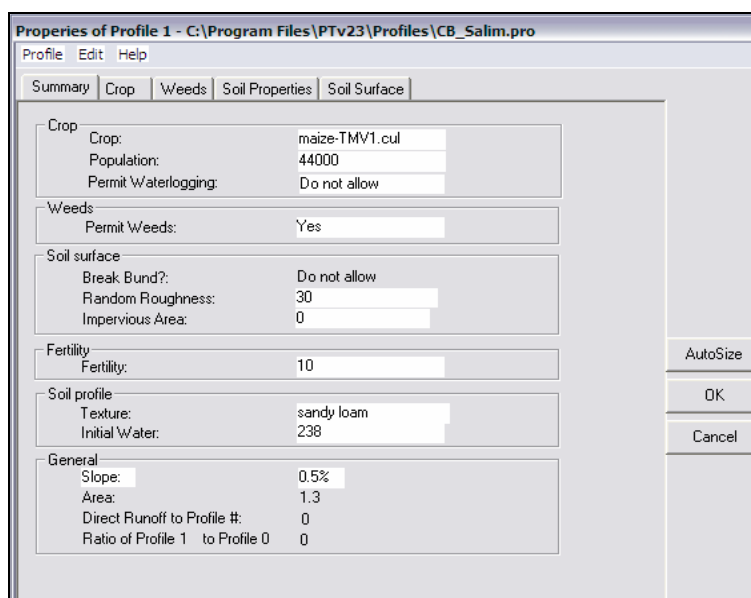 Properies of Profile 1 - C:\Program Files\PTv23\Profiles\CB_Salim.pro
Profile Edit Help
Summary Crop Weeds Soil Properties Soil Surface
Crop
Crop: maize-TMV1.cul
Population: 44000
Permit Waterlogging: Do not allow
Weeds
Permit Weeds: Yes
Soil surface
Break Bund?: Do not allow
Random Roughness: 30
Impervious Area: 0
Fertility
Fertility: 10
AutoSize
Soil profile
Texture: sandy loam
Initial Water: 238
OK
Cancel
General
Slope: 0.5%
Area: 1.3
Direct Runoff to Profile #: 0
Ratio of Profile 1 to Profile 0 0